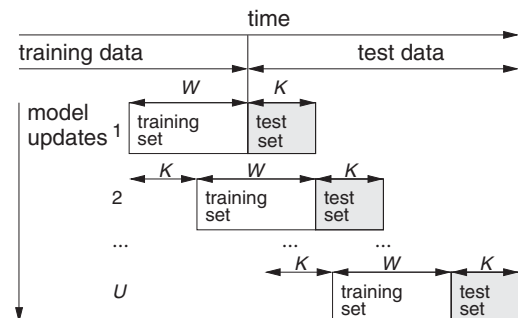 time
training data
test data
W
K
model
updates
1
training
set
test
set
K
W
K
2
training
set
test
set
...
...
...
K
W
K
U
training
set
test
set